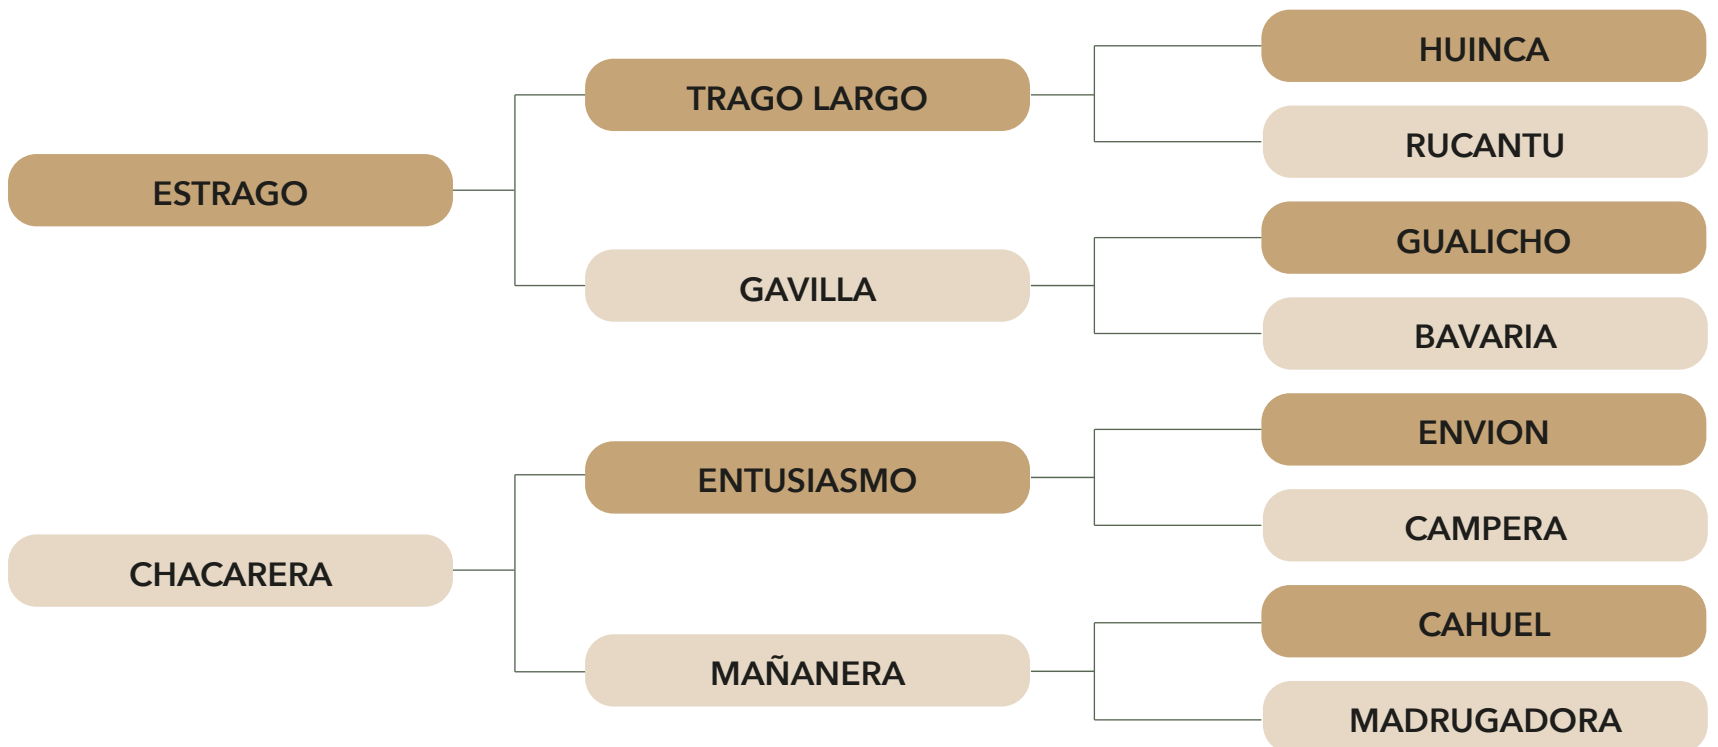 HUINCA
TRAGO LARGO
RUCANTU
ESTRAGO
GUALICHO
GAVILLA
BAVARIA
ENVION
ENTUSIASMO
CAMPERA
CHACARERA
CAHUEL
MAÑANERA
MADRUGADORA